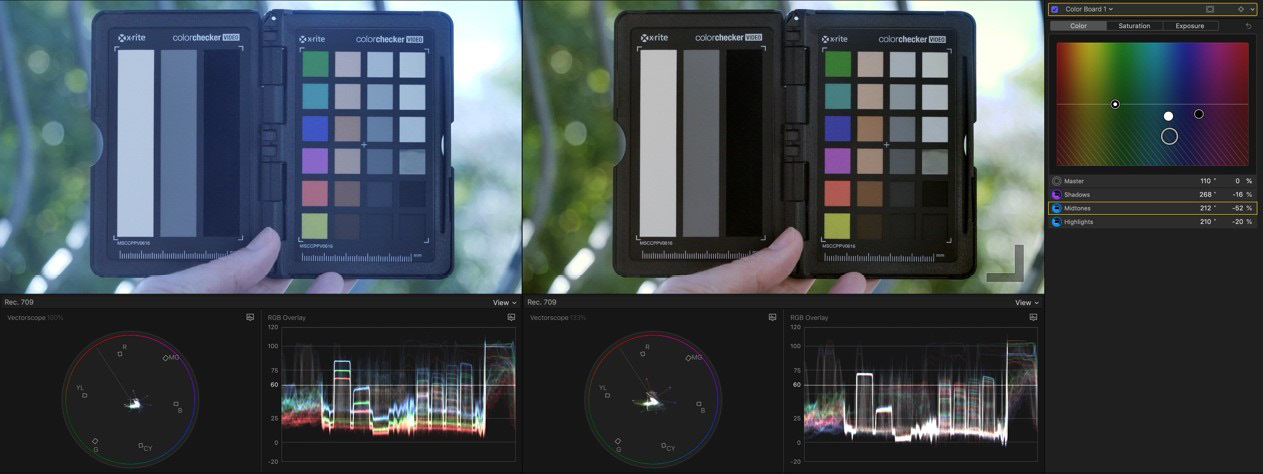 x-rite
colorchecker VIDEO
x-rite
colorchecker VIDEO
MSCCPPV0616
MSCCPPV0616
mm
x-rite
colorchecker VIDEO
x-rite
colorchecker VIDEO
MSCCPPV0616
MSCCPPV0616
mm
Rec. 709
View
Vectorscope 100%
R
MG
YL
B
G
CY
RGB Overlay
120
100
75
60
25
0
-20
Rec. 709
View
Vectorscope 133%
R
MG
YL
B
G
CY
RGB Overlay
120
100
75
60
25
0
-20
Color Board 1
Color Saturation Exposure
Master 110 ° 0 %
Shadows 268 ° -16 %
Midtones 212 ° -52 %
Highlights 210 ° -20 %